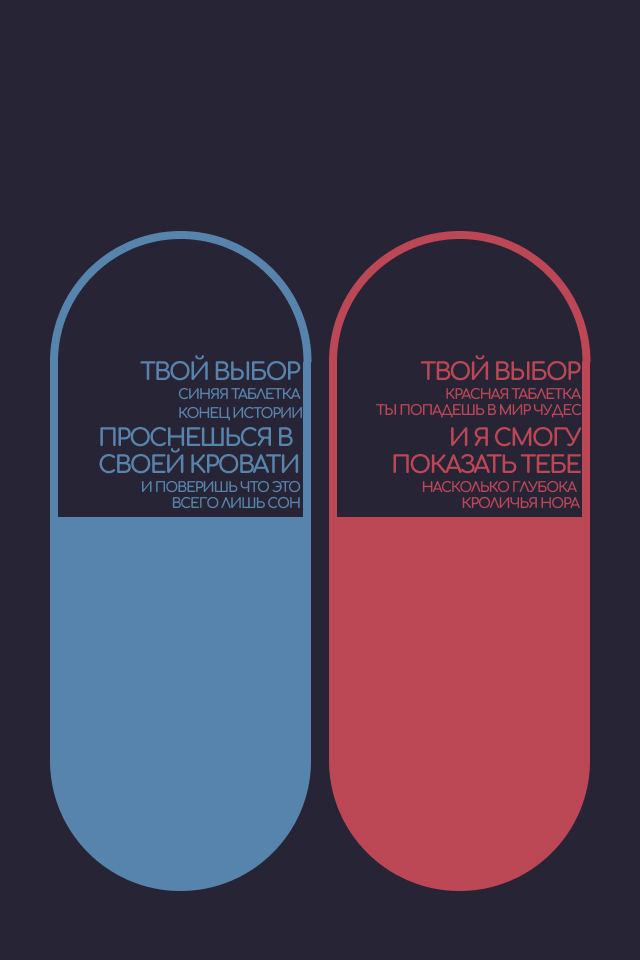 ТВОЙ ВЫБОР
СИНЯЯ ТАБЛЕТКА
КОНЕЦ ИСТОРИИ
ПРОСНЕШЬСЯ В
СВОЕЙ КРОВАТИ
И ПОВЕРИШЬ ЧТО ЭТО
ВСЕГО ЛИШЬ СОН
ТВОЙ ВЫБОР
КРАСНАЯ ТАБЛЕТКА
ТЫ ПОПАДЕШЬ В МИР ЧУДЕС
И Я СМОГУ
ПОКАЗАТЬ ТЕБЕ
НАСКОЛЬКО ГЛУБОКА
КРОЛИЧЬЯ НОРА